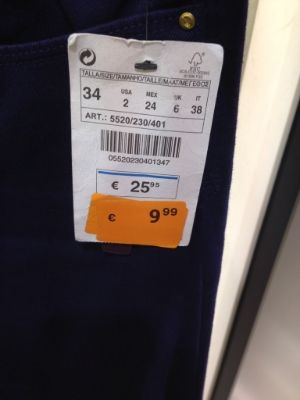 FSC
TALLA/SIZE/TAMANHO/TAILLE/MAAT/ΜΕΓΕΘΟΣ
USA MEX UK IT
34 2 24 6 38
ART.: 5520/230/401
05520230401347
€ 25 95
€ 9 99